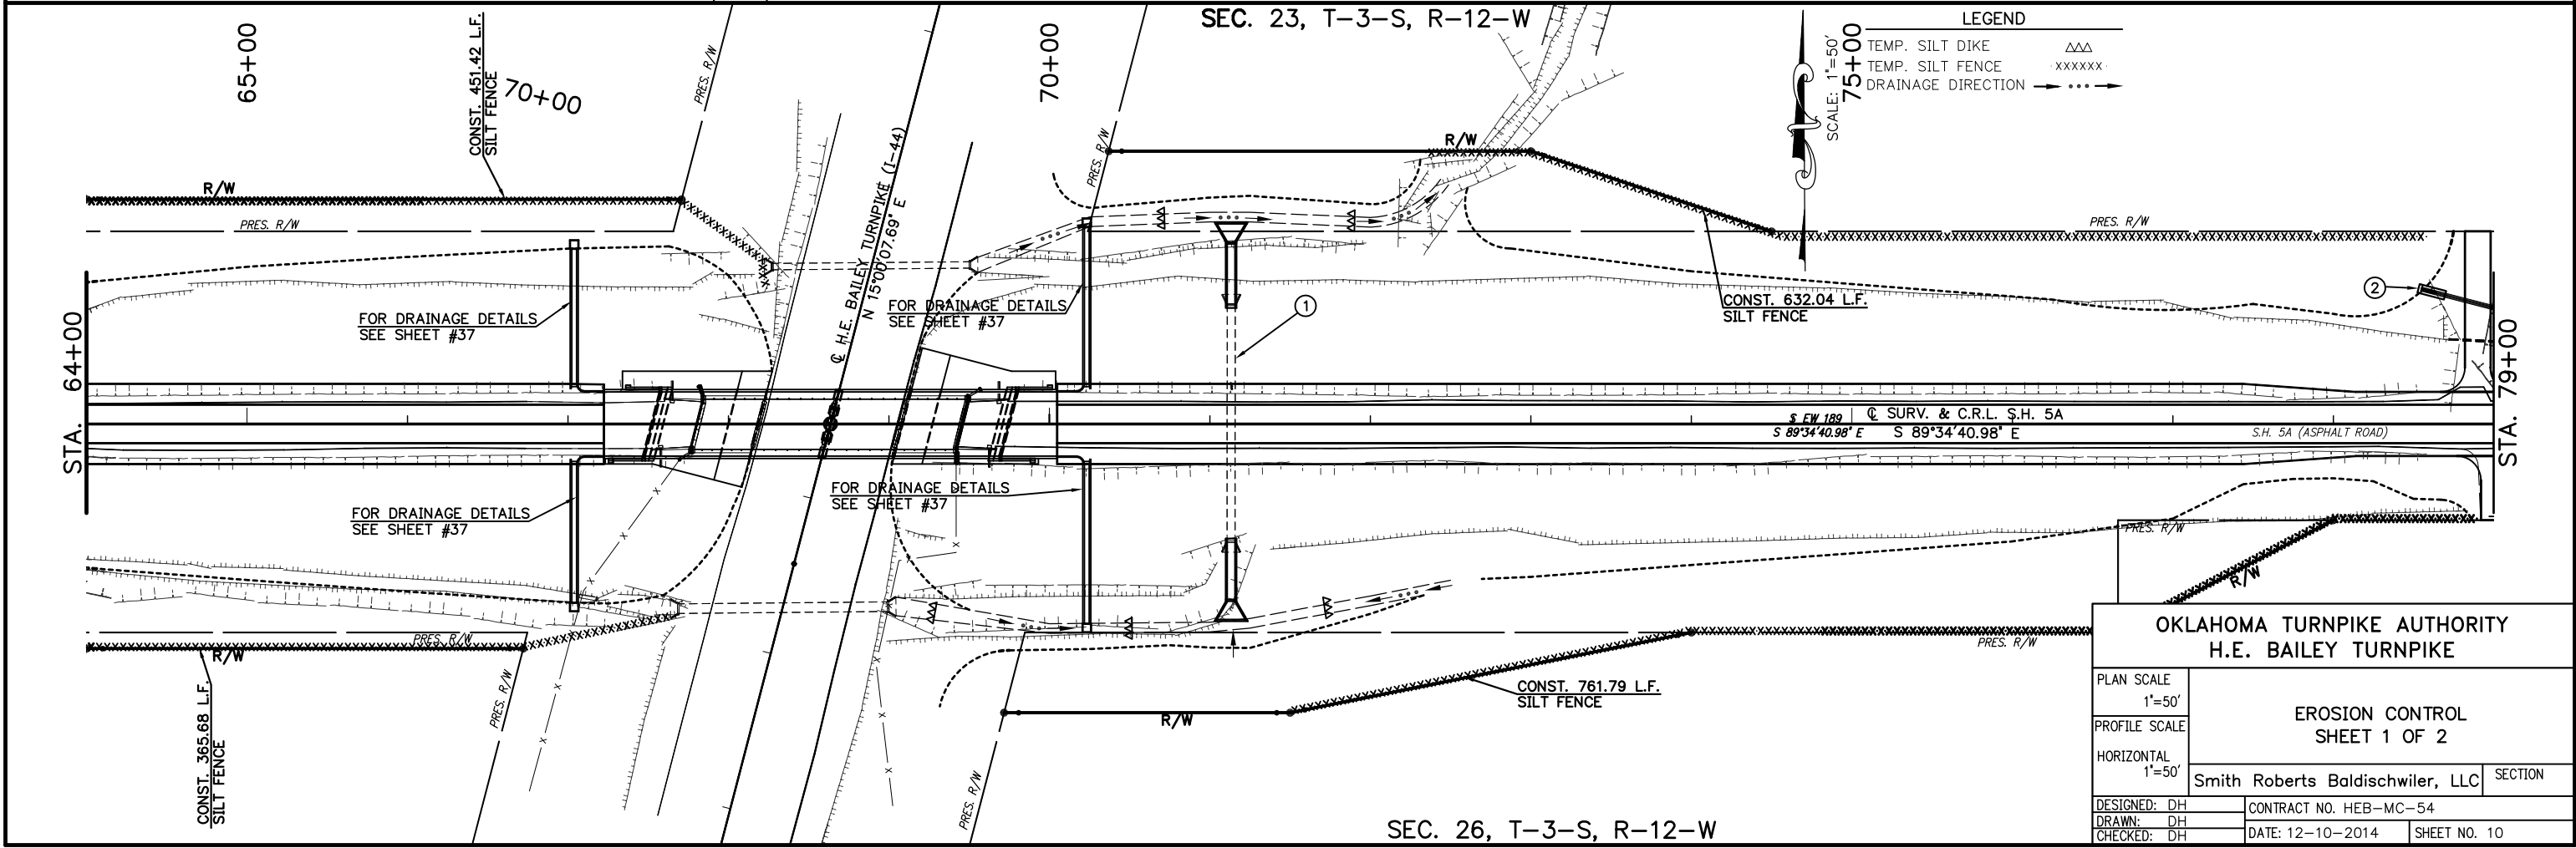 SEC. 23, T-3-S, R-12-W
LEGEND
TEMP. SILT DIKE
TEMP. SILT FENCE
XXXXXX
DRAINAGE DIRECTION
SCALE: 1"=50'
65+00
70+00
70+00
75+00
CONST. 451.42 L.F.
SILT FENCE
PRES. R/W
PRES. R/W
R/W
R/W
PRES. R/W
PRES. R/W
₵ H.E. BAILEY TURNPIKE (I-44)
N 15°00'07.69" E
FOR DRAINAGE DETAILS
SEE SHEET #37
FOR DRAINAGE DETAILS
SEE SHEET #37
1
CONST. 632.04 L.F.
SILT FENCE
2
STA. 64+00
STA. 79+00
₵ EW 189
₵ SURV. & C.R.L. S.H. 5A
S 89°34'40.98" E
S 89°34'40.98" E
S.H. 5A (ASPHALT ROAD)
FOR DRAINAGE DETAILS
SEE SHEET #37
FOR DRAINAGE DETAILS
SEE SHEET #37
PRES. R/W
R/W
PRES. R/W
R/W
PRES. R/W
PRES. R/W
PRES. R/W
CONST. 365.68 L.F.
SILT FENCE
R/W
CONST. 761.79 L.F.
SILT FENCE
SEC. 26, T-3-S, R-12-W
OKLAHOMA TURNPIKE AUTHORITY
H.E. BAILEY TURNPIKE
PLAN SCALE
1"=50'
PROFILE SCALE
HORIZONTAL
1"=50'
EROSION CONTROL
SHEET 1 OF 2
Smith Roberts Baldischwiler, LLC
SECTION
DESIGNED: DH
DRAWN: DH
CHECKED: DH
CONTRACT NO. HEB-MC-54
DATE: 12-10-2014
SHEET NO. 10